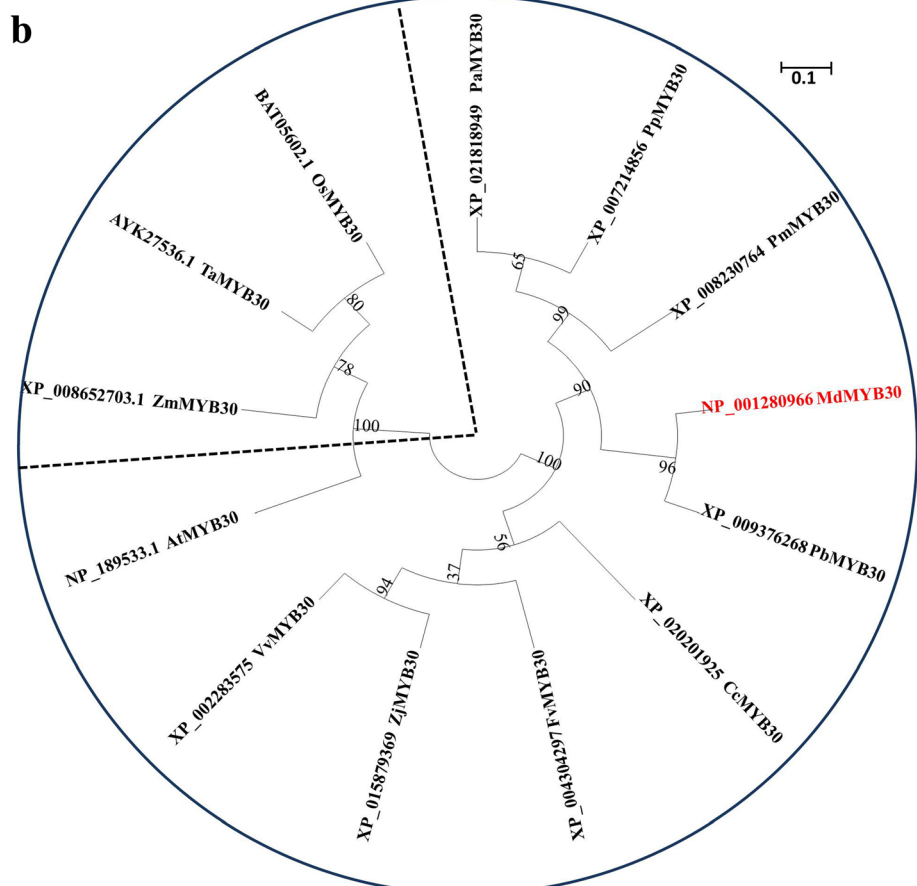 b
0.1
XP_021818949 PaMYB30
XP_007214856 PpMYB30
XP_008230764 PmMYB30
NP_001280966 MdMYB30
XP_009376268 PbMYB30
XP_020201925 CcMYB30
XP_004304297 FvMYB30
XP_015879369 ZjMYB30
XP_002283575 VvMYB30
NP_189533.1 AtMYB30
XP_008652703.1 ZmMYB30
AYK27536.1 TaMYB30
BAT05602.1 OsMYB30
65
99
90
96
100
56
37
94
100
78
80